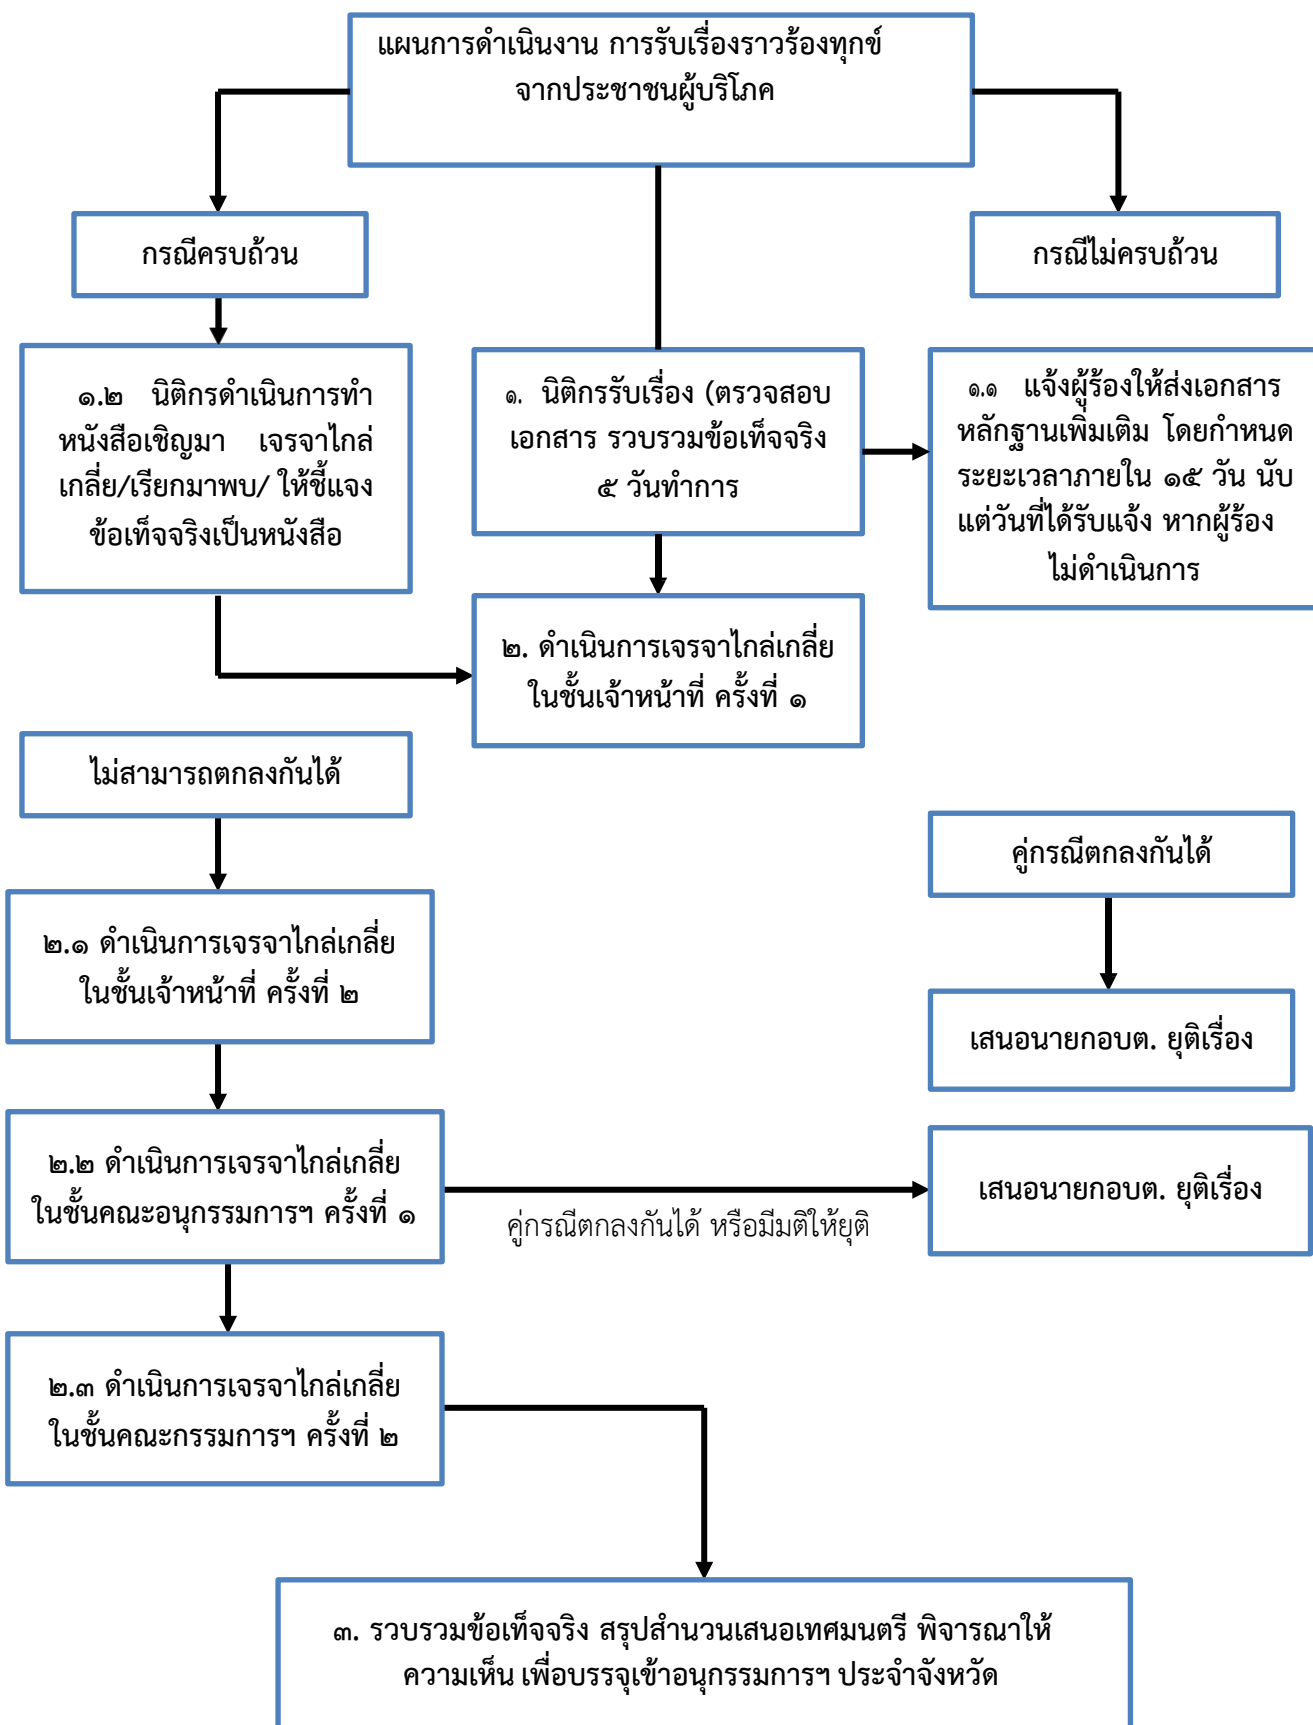 แผนการดำเนินงาน การรับเรื่องราวร้องทุกข์
จากประชาชนผู้บริโภค
กรณีครบถ้วน
กรณีไม่ครบถ้วน
๑.๒ นิติกรดำเนินการทำ
หนังสือเชิญมา เจรจาไกล่
เกลี่ย/เรียกมาพบ/ ให้ชี้แจง
ข้อเท็จจริงเป็นหนังสือ
๑. นิติกรรับเรื่อง (ตรวจสอบ
เอกสาร รวบรวมข้อเท็จจริง
๕ วันทำการ
๑.๑ แจ้งผู้ร้องให้ส่งเอกสาร
หลักฐานเพิ่มเติม โดยกำหนด
ระยะเวลาภายใน ๑๕ วัน นับ
แต่วันที่ได้รับแจ้ง หากผู้ร้อง
ไม่ดำเนินการ
๒. ดำเนินการเจรจาไกล่เกลี่ย
ในชั้นเจ้าหน้าที่ ครั้งที่ ๑
ไม่สามารถตกลงกันได้
คู่กรณีตกลงกันได้
๒.๑ ดำเนินการเจรจาไกล่เกลี่ย
ในชั้นเจ้าหน้าที่ ครั้งที่ ๒
เสนอนายกอบต. ยุติเรื่อง
๒.๒ ดำเนินการเจรจาไกล่เกลี่ย
ในชั้นคณะอนุกรรมการฯ ครั้งที่ ๑
คู่กรณีตกลงกันได้ หรือมีมติให้ยุติ
เสนอนายกอบต. ยุติเรื่อง
๒.๓ ดำเนินการเจรจาไกล่เกลี่ย
ในชั้นคณะกรรมการฯ ครั้งที่ ๒
๓. รวบรวมข้อเท็จจริง สรุปสำนวนเสนอเทศมนตรี พิจารณาให้
ความเห็น เพื่อบรรจุเข้าอนุกรรมการฯ ประจำจังหวัด